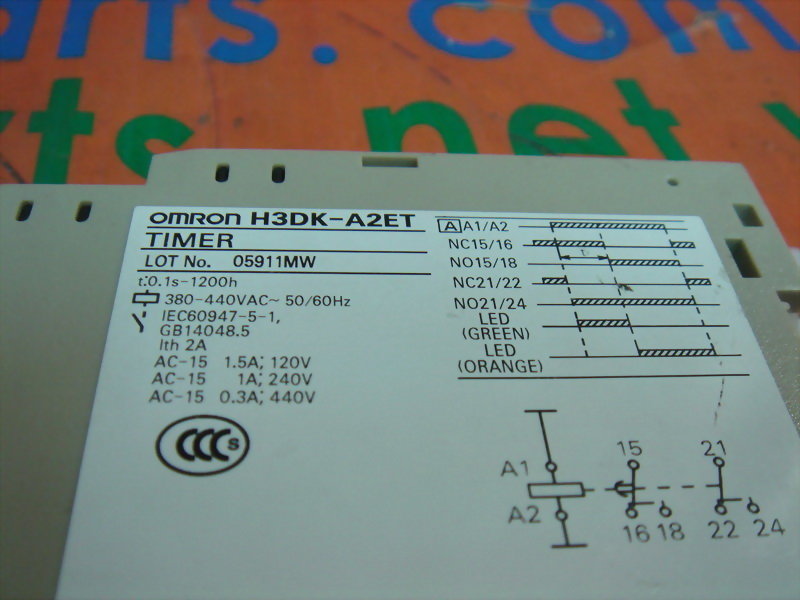 arts. com
rts. net
OMRON H3DK-A2ET
TIMER
LOT No. 05911MW
t:0.1s-1200h
380-440VAC~ 50/60Hz
IEC60947-5-1,
GB14048.5
Ith 2A
AC-15 1.5A; 120V
AC-15 1A; 240V
AC-15 0.3A; 440V
CCC S
A A1/A2
NC15/16
t
NO15/18
NC21/22
NO21/24
LED
(GREEN)
LED
(ORANGE)
15 21
A1
A2
16 18 22 24